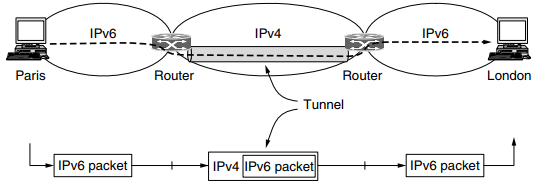 IPv6 IPv4 IPv6
Paris Router Router London
Tunnel
IPv6 packet IPv4 IPv6 packet IPv6 packet